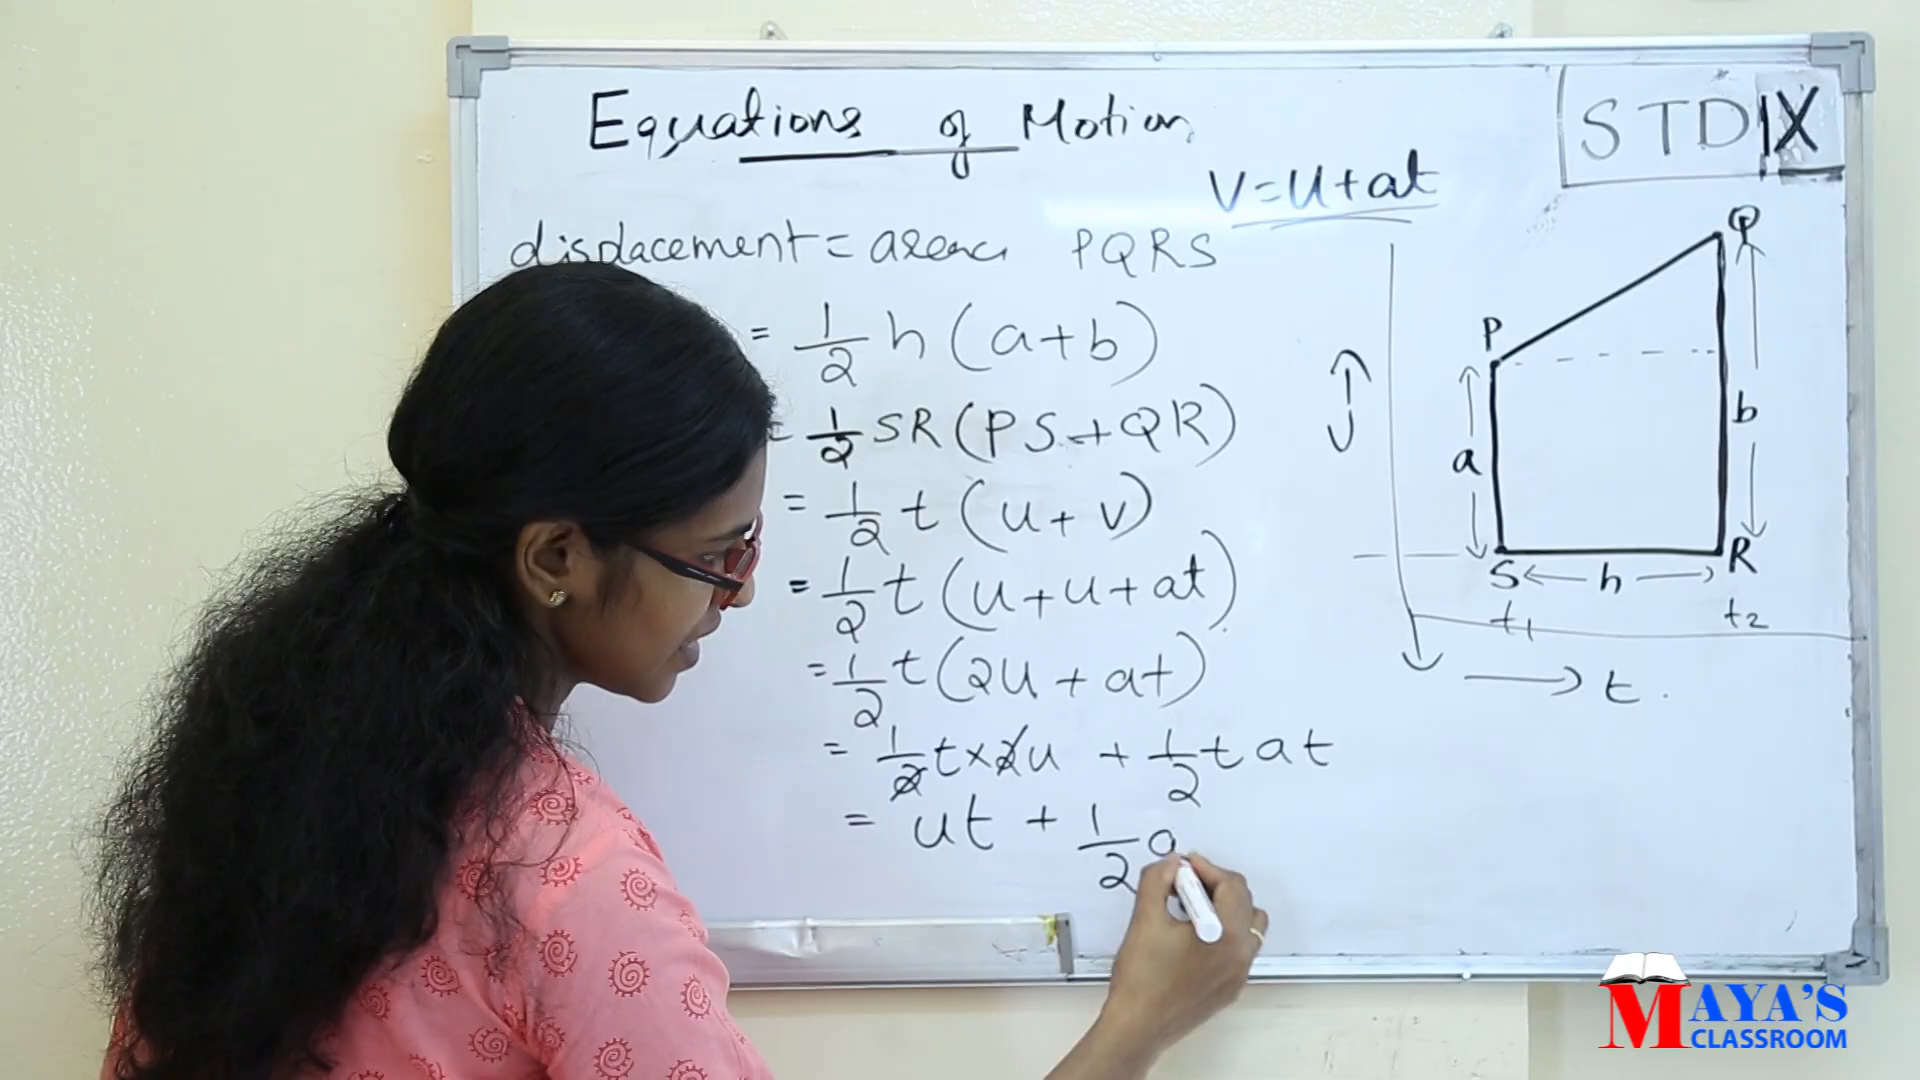 Equations of Motion
STD IX
V=u+at
displacement = area PQRS
= 1/2 h (a+b)
= 1/2 SR (PS+QR)
= 1/2 t (u+v)
= 1/2 t (u+u+at)
= 1/2 t (2u+at)
= 1/2 t×2u + 1/2 t at
= ut + 1/2 a
Q
P
b
a
S h R
t1 t2
t
MAYA'S
CLASSROOM